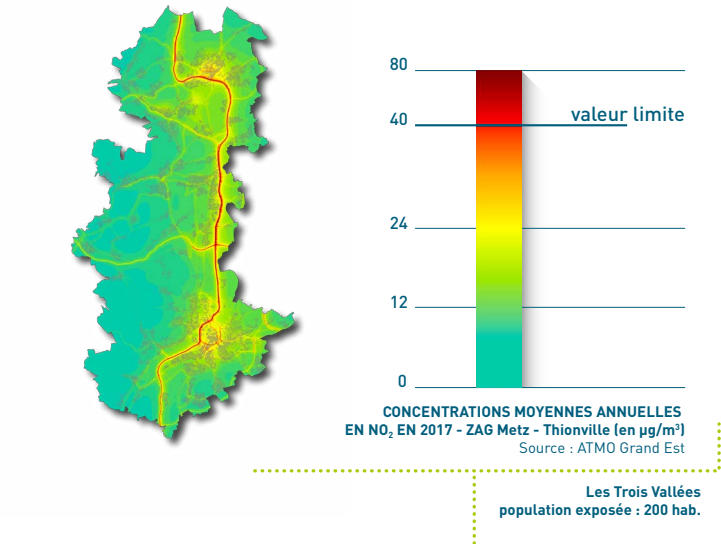 80
valeur limite
40
24
12
0
CONCENTRATIONS MOYENNES ANNUELLES
EN NO₂ EN 2017 - ZAG Metz - Thionville (en µg/m³)
Source : ATMO Grand Est
Les Trois Vallées
population exposée : 200 hab.